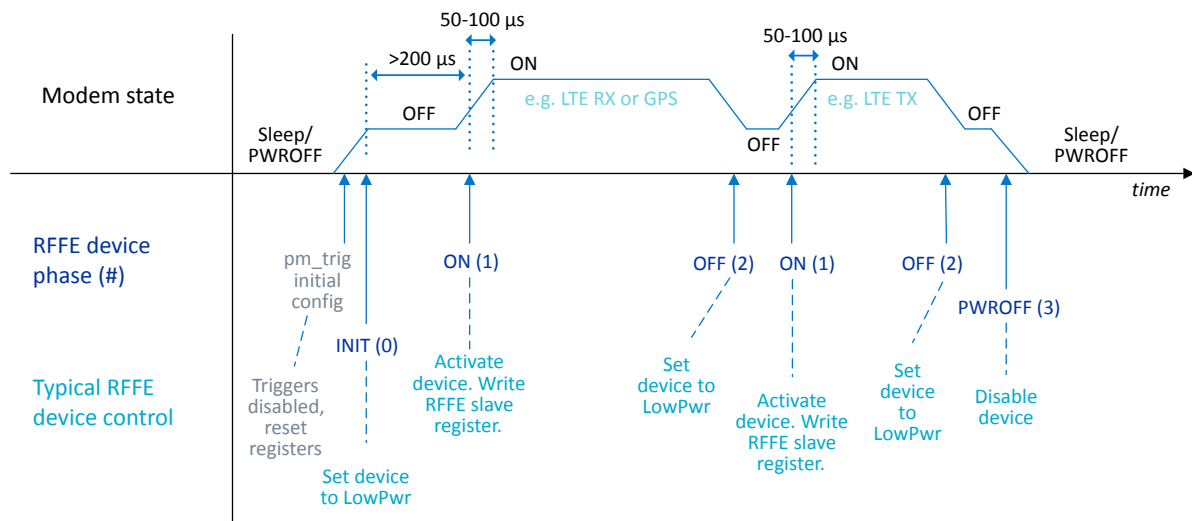 50-100 µs
50-100 µs
>200 µs
ON
ON
Modem state
e.g. LTE RX or GPS
e.g. LTE TX
OFF
OFF
Sleep/
PWROFF
OFF
Sleep/
PWROFF
time
RFFE device
phase (#)
pm_trig
initial
config
ON (1)
OFF (2)
ON (1)
OFF (2)
PWROFF (3)
INIT (0)
Typical RFFE
device control
Triggers
disabled,
reset
registers
Activate
device. Write
RFFE slave
register.
Set
device to
LowPwr
Activate
device. Write
RFFE slave
register.
Set
device
to
LowPwr
Disable
device
Set device
to LowPwr